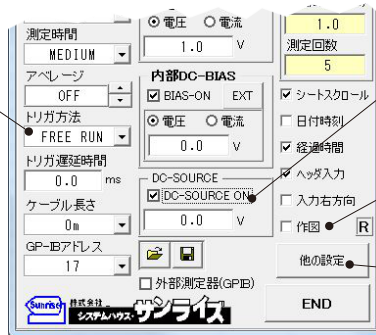 測定時間
MEDIUM
アベレージ
OFF
トリガ方法
FREE RUN
トリガ遅延時間
0.0 ms
ケーブル長さ
0m
GP-IBアドレス
17
電圧 電流
1.0 V
内部DC-BIAS
BIAS-ON EXT
電圧 電流
0.0 V
DC-SOURCE
DC-SOURCE ON
0.0 V
外部測定器(GPIB)
1.0
測定回数
5
シートスクロール
日付時刻
経過時間
ヘッダ入力
入力右方向
作図 R
他の設定
END
Sunrise 株式会社
システムハウス・サンライズ